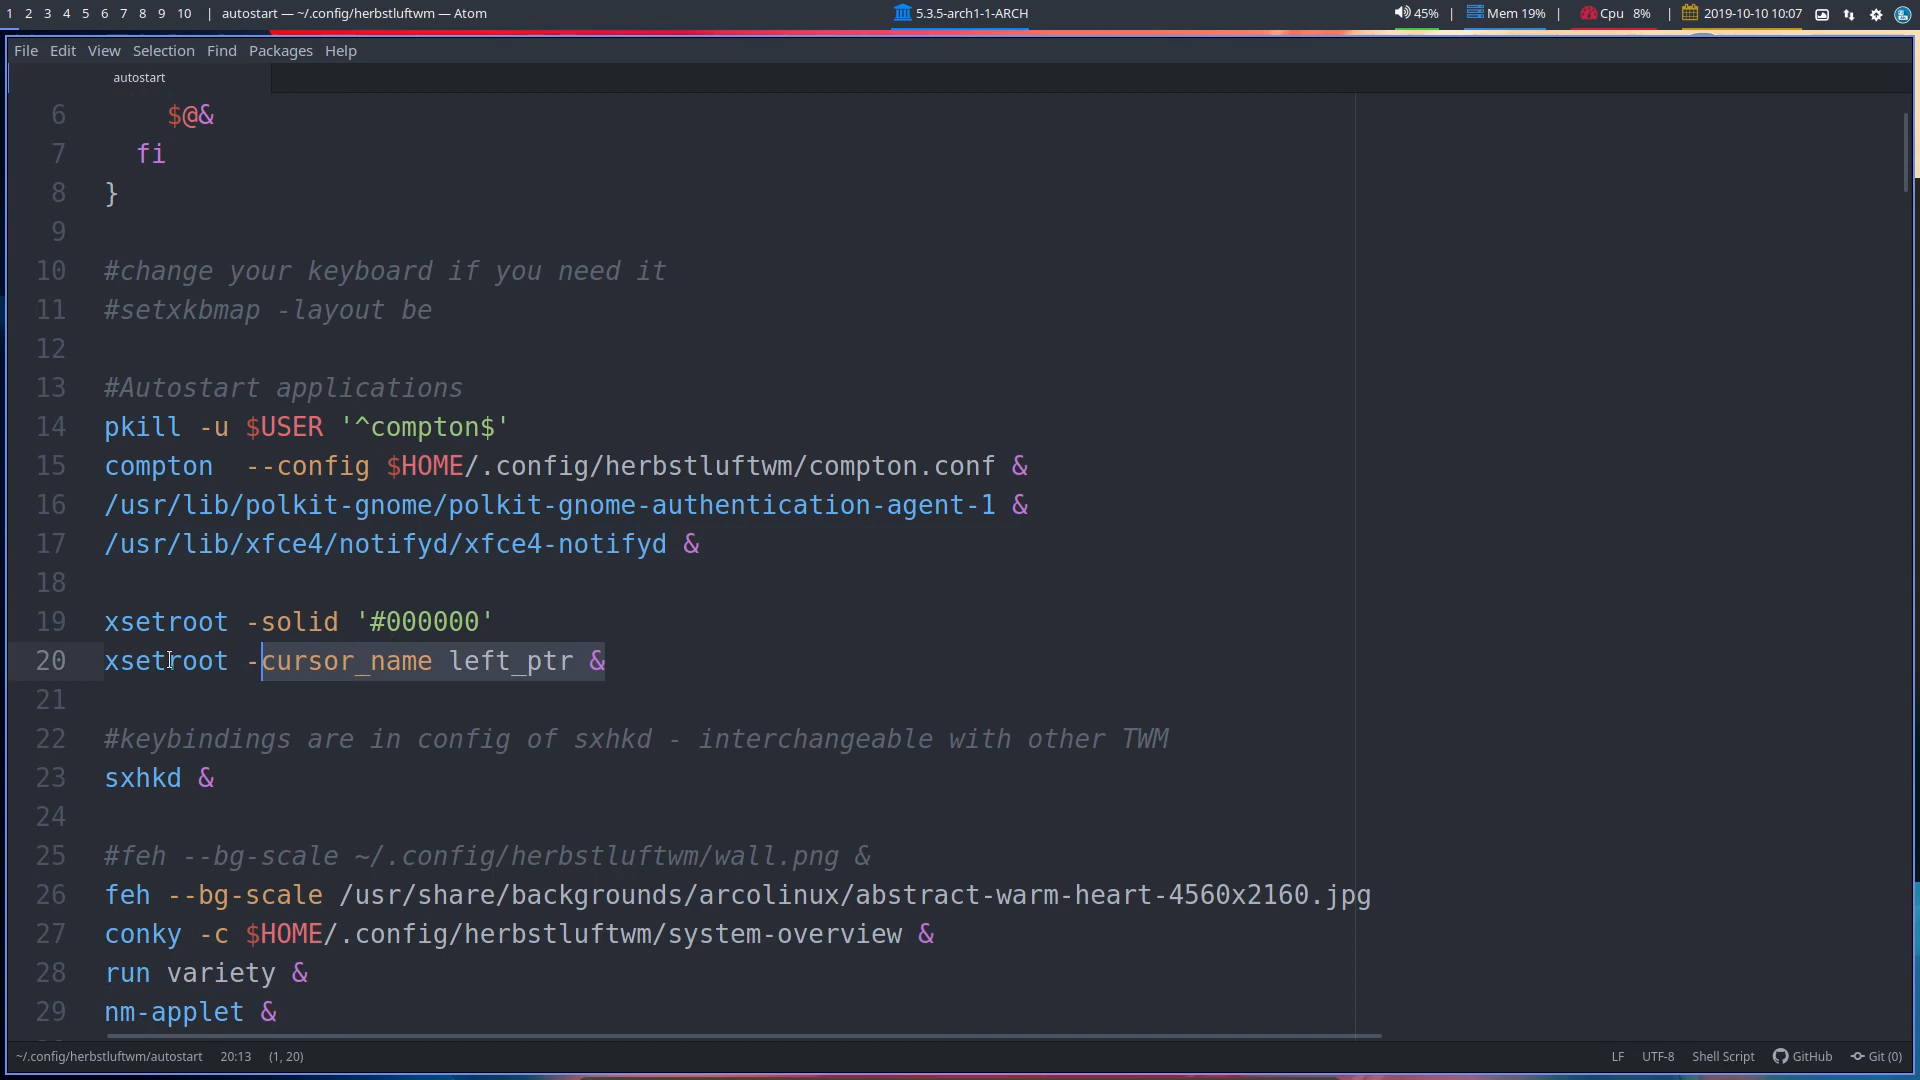 1 2 3 4 5 6 7 8 9 10 | autostart — ~/.config/herbstluftwm — Atom 5.3.5-arch1-1-ARCH 45% | Mem 19% | Cpu 8% | 2019-10-10 10:07
File Edit View Selection Find Packages Help
autostart
6 $@&
7 fi
8 }
9
10 #change your keyboard if you need it
11 #setxkbmap -layout be
12
13 #Autostart applications
14 pkill -u $USER '^compton$'
15 compton  --config $HOME/.config/herbstluftwm/compton.conf &
16 /usr/lib/polkit-gnome/polkit-gnome-authentication-agent-1 &
17 /usr/lib/xfce4/notifyd/xfce4-notifyd &
18
19 xsetroot -solid '#000000'
20 xsetroot -cursor_name left_ptr &
21
22 #keybindings are in config of sxhkd - interchangeable with other TWM
23 sxhkd &
24
25 #feh --bg-scale ~/.config/herbstluftwm/wall.png &
26 feh --bg-scale /usr/share/backgrounds/arcolinux/abstract-warm-heart-4560x2160.jpg
27 conky -c $HOME/.config/herbstluftwm/system-overview &
28 run variety &
29 nm-applet &
~/.config/herbstluftwm/autostart 20:13 (1, 20) LF UTF-8 Shell Script GitHub Git (0)